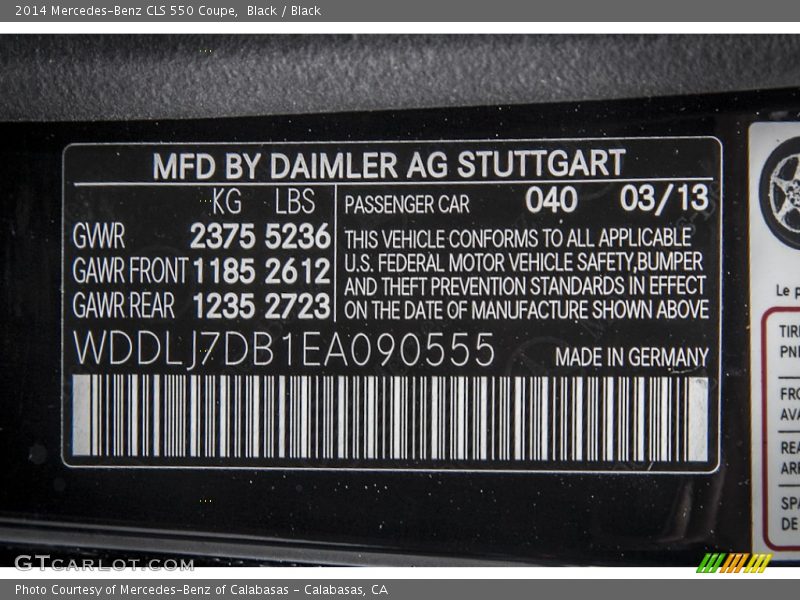 2014 Mercedes-Benz CLS 550 Coupe, Black / Black
MFD BY DAIMLER AG STUTTGART
KG LBS
GVWR 2375 5236
GAWR FRONT 1185 2612
GAWR REAR 1235 2723
PASSENGER CAR 040 03/13
THIS VEHICLE CONFORMS TO ALL APPLICABLE
U.S. FEDERAL MOTOR VEHICLE SAFETY,BUMPER
AND THEFT PREVENTION STANDARDS IN EFFECT
ON THE DATE OF MANUFACTURE SHOWN ABOVE
WDDLJ7DB1EA090555 MADE IN GERMANY
Le
GTCARLOT.COM
Photo Courtesy of Mercedes-Benz of Calabasas - Calabasas, CA